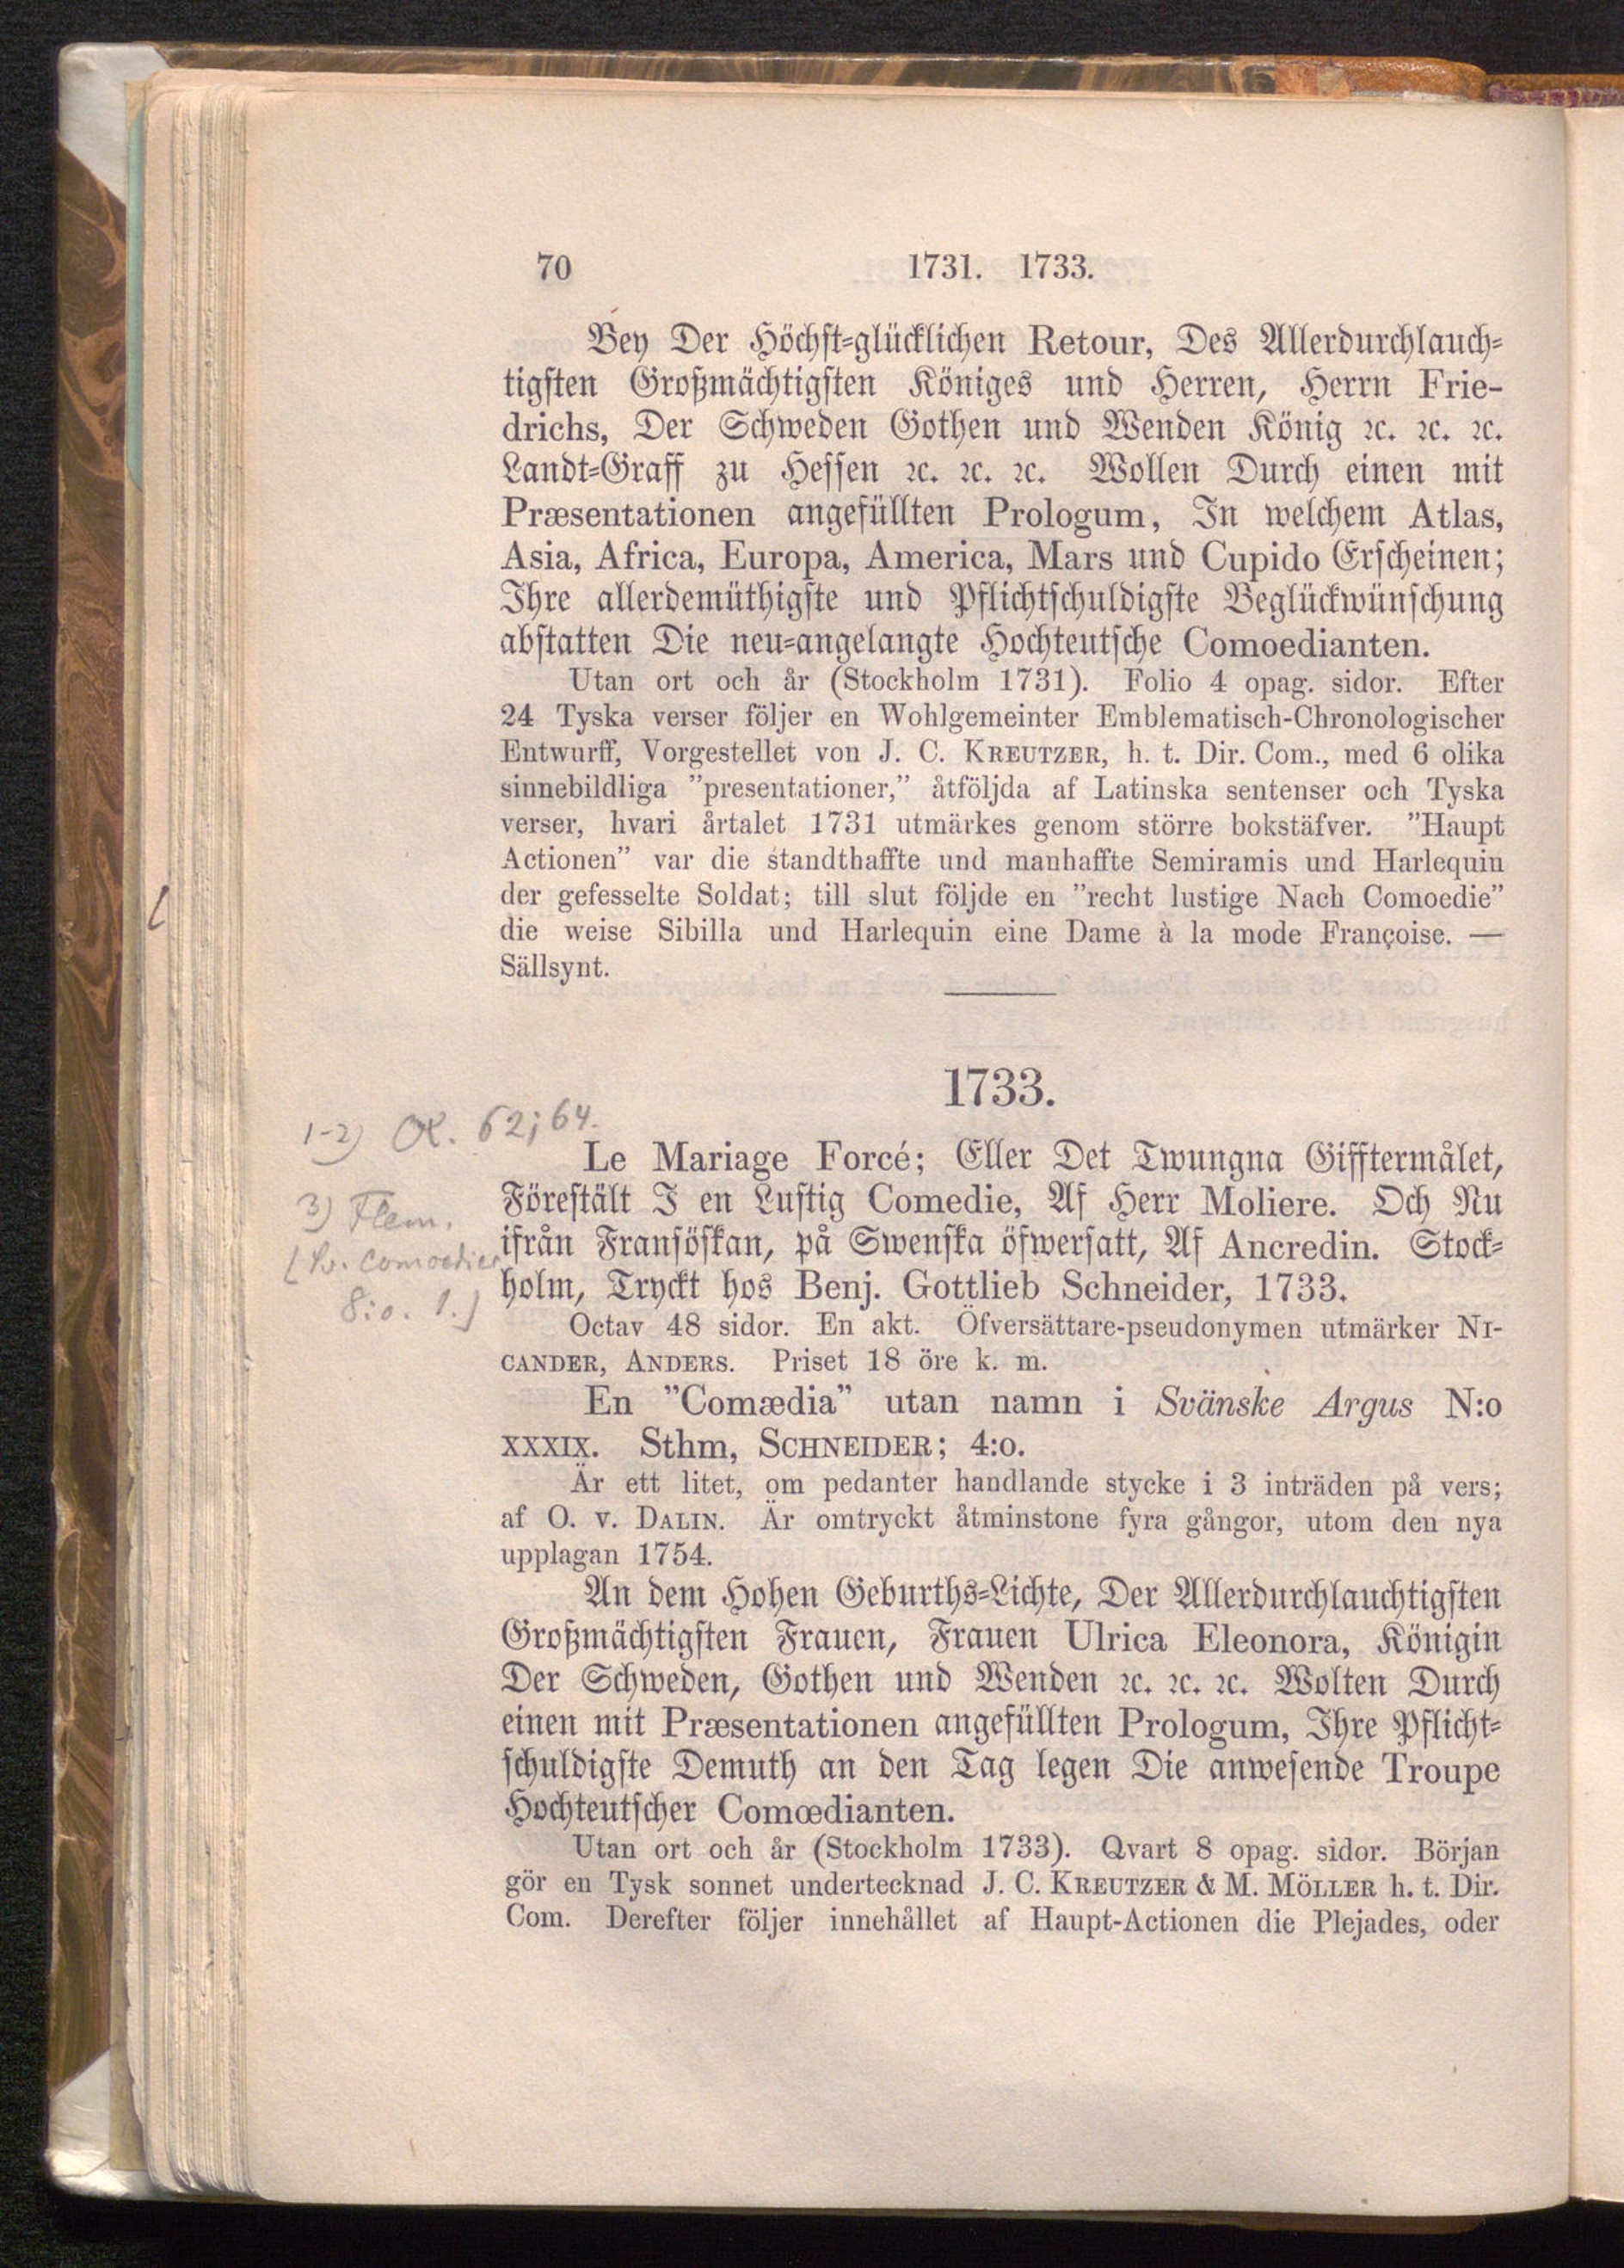 70 1731. 1733.
Bey Der Höchst-glücklichen Retour, Des Allerdurchlauch-
tigsten Großmächtigsten Königes und Herren, Herrn Frie-
drichs, Der Schweden Gothen und Wenden König ꝛc. ꝛc. ꝛc.
Landt-Graff zu Hessen ꝛc. ꝛc. ꝛc. Wollen Durch einen mit
Præsentationen angefüllten Prologum, In welchem Atlas,
Asia, Africa, Europa, America, Mars und Cupido Erscheinen;
Ihre allerdemüthigste und Pflichtschuldigste Beglückwünschung
abstatten Die neu-angelangte Hochteutsche Comoedianten.
Utan ort och år (Stockholm 1731). Folio 4 opag. sidor. Efter
24 Tyska verser följer en Wohlgemeinter Emblematisch-Chronologischer
Entwurff, Vorgestellet von J. C. KREUTZER, h. t. Dir. Com., med 6 olika
sinnebildliga ”presentationer,” åtföljda af Latinska sentenser och Tyska
verser, hvari årtalet 1731 utmärkes genom större bokstäfver. ”Haupt
Actionen” var die standthaffte und manhaffte Semiramis und Harlequin
der gefesselte Soldat; till slut följde en ”recht lustige Nach Comoedie”
die weise Sibilla und Harlequin eine Dame à la mode Françoise. —
Sällsynt.
1733.
1-2) Ok. 62; 64.
Le Mariage Forcé; Eller Det Twungna Gifftermålet,
3) Flem.
Förestält I en Lustig Comedie, Af Herr Moliere. Och Nu
[Sv. Comoedier
ifrån Fransöskan, på Swenska öfwersatt, Af Ancredin. Stock-
8:o. 1.]
holm, Tryckt hos Benj. Gottlieb Schneider, 1733.
Octav 48 sidor. En akt. Öfversättare-pseudonymen utmärker NI-
CANDER, ANDERS. Priset 18 öre k. m.
En ”Comædia” utan namn i Svänske Argus N:o
XXXIX. Sthm, SCHNEIDER; 4:o.
Är ett litet, om pedanter handlande stycke i 3 inträden på vers;
af O. v. DALIN. Är omtryckt åtminstone fyra gångor, utom den nya
upplagan 1754.
An dem Hohen Geburths-Lichte, Der Allerdurchlauchtigsten
Großmächtigsten Frauen, Frauen Ulrica Eleonora, Königin
Der Schweden, Gothen und Wenden ꝛc. ꝛc. ꝛc. Wolten Durch
einen mit Præsentationen angefüllten Prologum, Ihre Pflicht-
schuldigste Demuth an den Tag legen Die anwesende Troupe
Hochteutscher Comœdianten.
Utan ort och år (Stockholm 1733). Qvart 8 opag. sidor. Början
gör en Tysk sonnet undertecknad J. C. KREUTZER & M. MÖLLER h. t. Dir.
Com. Derefter följer innehållet af Haupt-Actionen die Plejades, oder